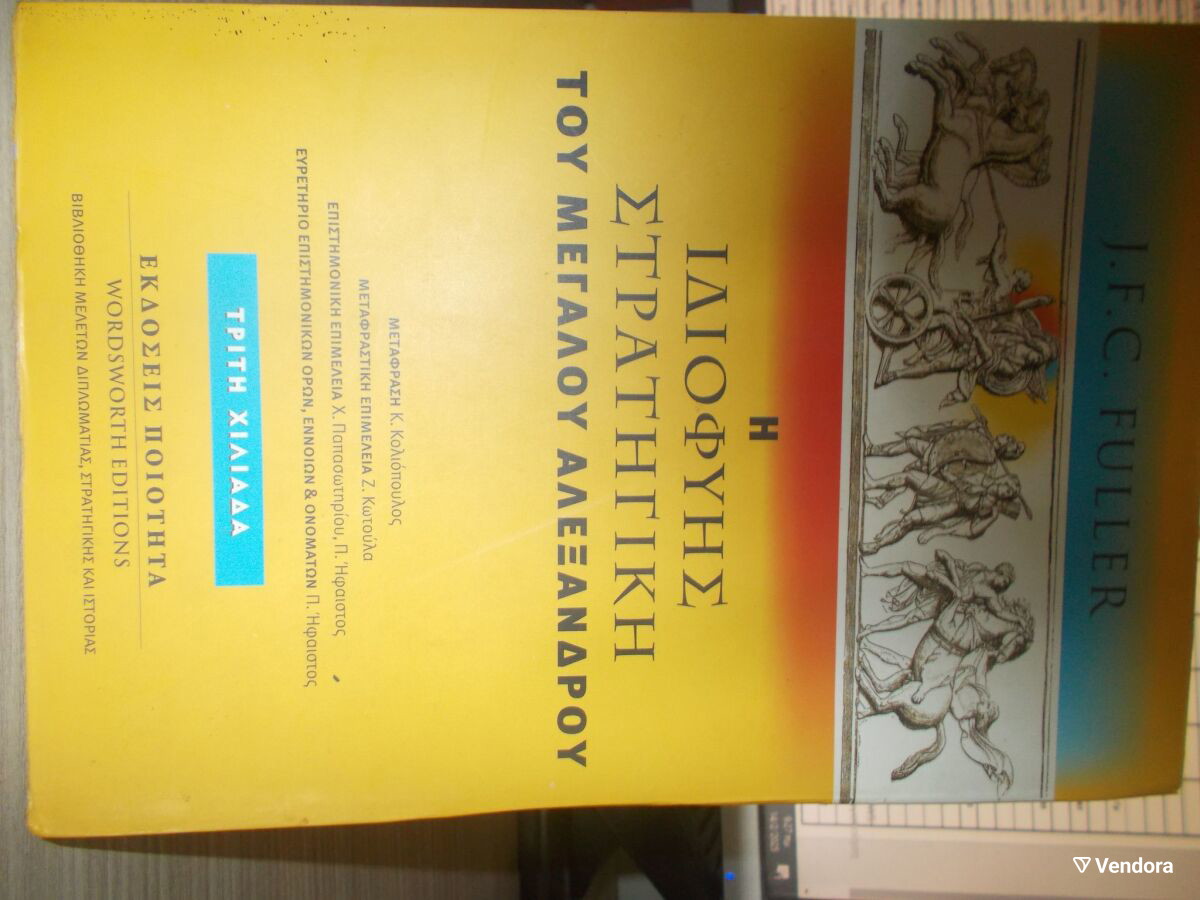 J.F.C. FULLER
Η
ΙΔΙΟΦΥΗΣ
ΣΤΡΑΤΗΓΙΚΗ
ΤΟΥ ΜΕΓΑΛΟΥ ΑΛΕΞΑΝΔΡΟΥ
ΜΕΤΑΦΡΑΣΗ Κ. Κολιόπουλος
ΜΕΤΑΦΡΑΣΤΙΚΗ ΕΠΙΜΕΛΕΙΑ Ζ. Κωτούλα
ΕΠΙΣΤΗΜΟΝΙΚΗ ΕΠΙΜΕΛΕΙΑ Χ. Παπασωτηρίου, Π. Ήφαιστος
ΕΥΡΕΤΗΡΙΟ ΕΠΙΣΤΗΜΟΝΙΚΩΝ ΟΡΩΝ, ΕΝΝΟΙΩΝ & ΟΝΟΜΑΤΩΝ Π. Ήφαιστος
ΤΡΙΤΗ ΧΙΛΙΑΔΑ
ΕΚΔΟΣΕΙΣ ΠΟΙΟΤΗΤΑ
WORDSWORTH EDITIONS
ΒΙΒΛΙΟΘΗΚΗ ΜΕΛΕΤΩΝ ΔΙΠΛΩΜΑΤΙΑΣ, ΣΤΡΑΤΗΓΙΚΗΣ ΚΑΙ ΙΣΤΟΡΙΑΣ
Vendora